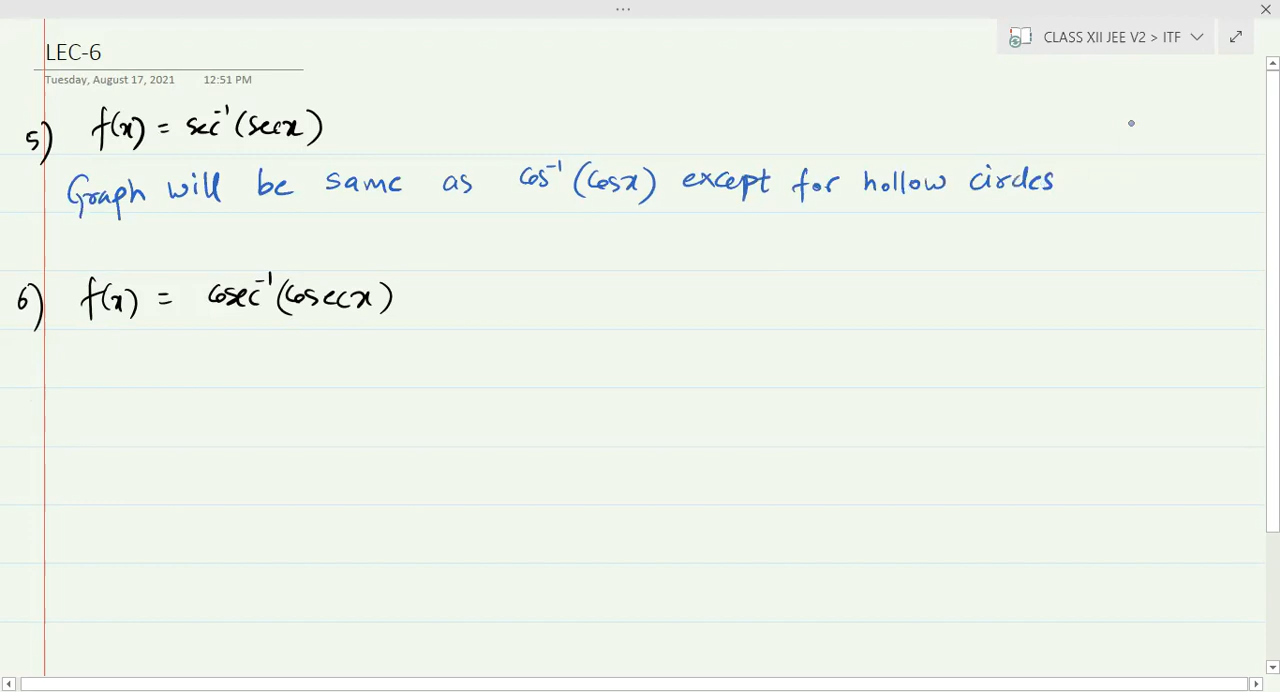 CLASS XII JEE V2 > ITF
LEC-6
Tuesday, August 17, 2021 12:51 PM
5) f(x) = sec⁻¹(secx)
Graph will be same as cos⁻¹(cosx) except for hollow circles
6) f(x) = cosec⁻¹(cosecx)